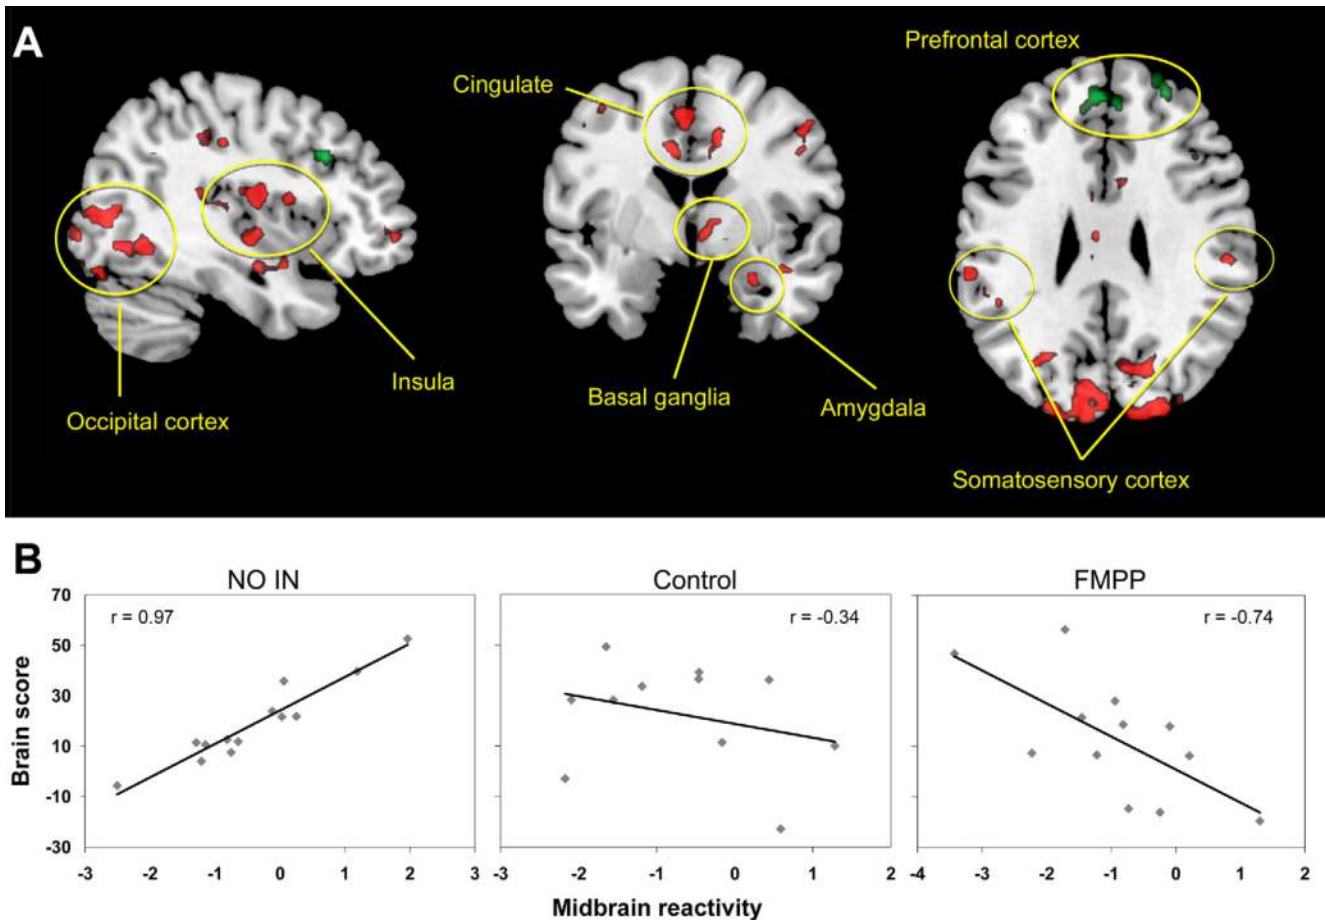 A
Prefrontal cortex
Cingulate
Insula
Basal ganglia
Amygdala
Occipital cortex
Somatosensory cortex
B
NO IN
Control
FMPP
r = 0.97
r = -0.34
r = -0.74
Brain score
70
50
30
10
-10
-30
-3 -2 -1 0 1 2 3
-3 -2 -1 0 1 2
-4 -3 -2 -1 0 1 2
Midbrain reactivity